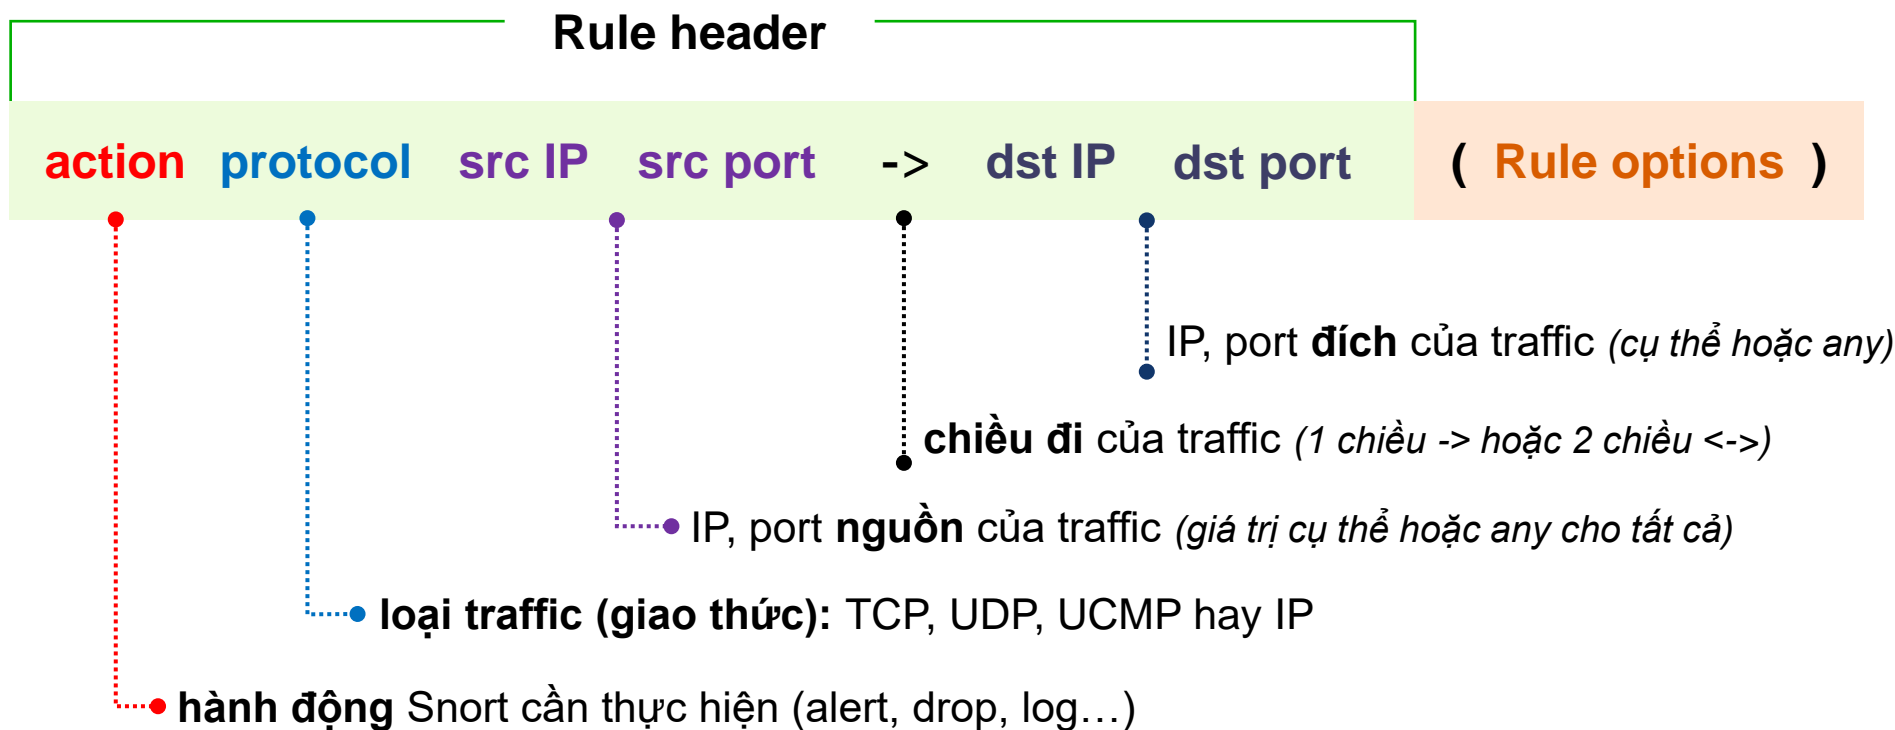 Rule header
action protocol src IP src port -> dst IP dst port ( Rule options )
IP, port đích của traffic (cụ thể hoặc any)
chiều đi của traffic (1 chiều -> hoặc 2 chiều <->)
IP, port nguồn của traffic (giá trị cụ thể hoặc any cho tất cả)
loại traffic (giao thức): TCP, UDP, UCMP hay IP
hành động Snort cần thực hiện (alert, drop, log…)